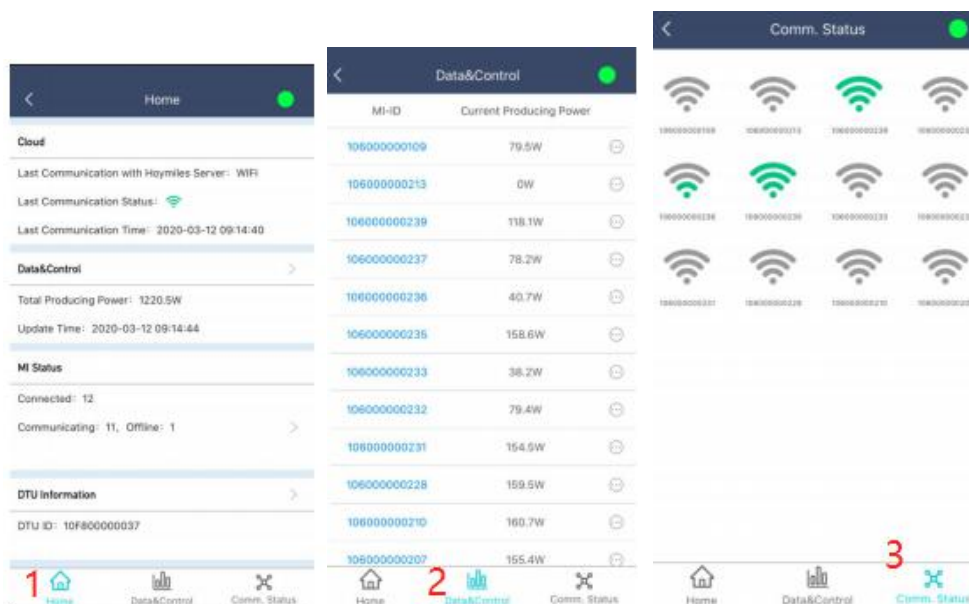 Home
Cloud
Last Communication with Hoymiles Server: WIFI
Last Communication Status:
Last Communication Time: 2020-03-12 09:14:40
Data&Control
Total Producing Power: 1220.5W
Update Time: 2020-03-12 09:14:44
MI Status
Connected: 12
Communicating: 11, Offline: 1
DTU Information
DTU ID: 10F800000037
1
Home
Data&Control
Comm. Status
Data&Control
MI-ID Current Producing Power
106000000109 79.5W
106000000213 0W
106000000239 118.1W
106000000237 78.2W
106000000236 40.7W
106000000235 158.6W
106000000233 38.2W
106000000232 79.4W
106000000231 154.5W
106000000228 159.5W
106000000210 160.7W
106000000207 155.4W
2
Home
Data&Control
Comm. Status
Comm. Status
3
Home
Data&Control
Comm. Status